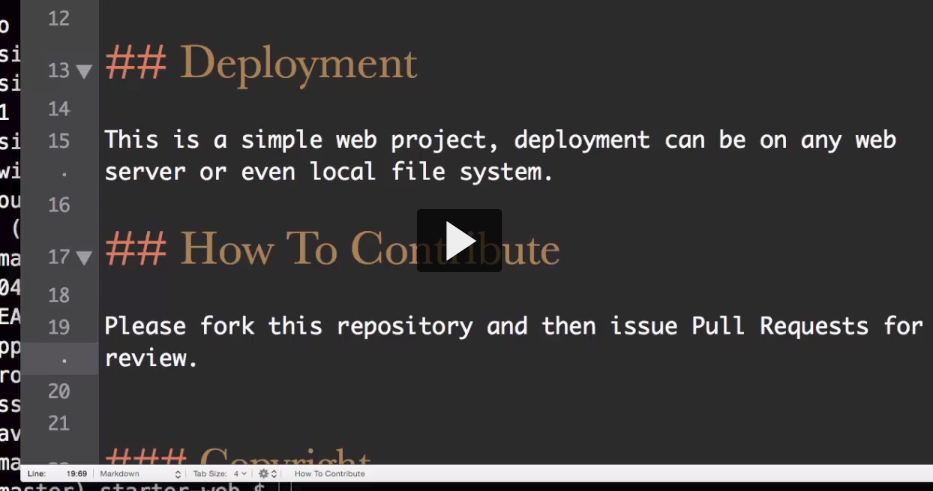 12
13 ## Deployment
14
15 This is a simple web project, deployment can be on any web
server or even local file system.
16
17 ## How To Contribute
18
19 Please fork this repository and then issue Pull Requests for
review.
20
21
### Copyright
Line: 19:69 Markdown Tab Size: 4 How To Contribute
master) starter-web $